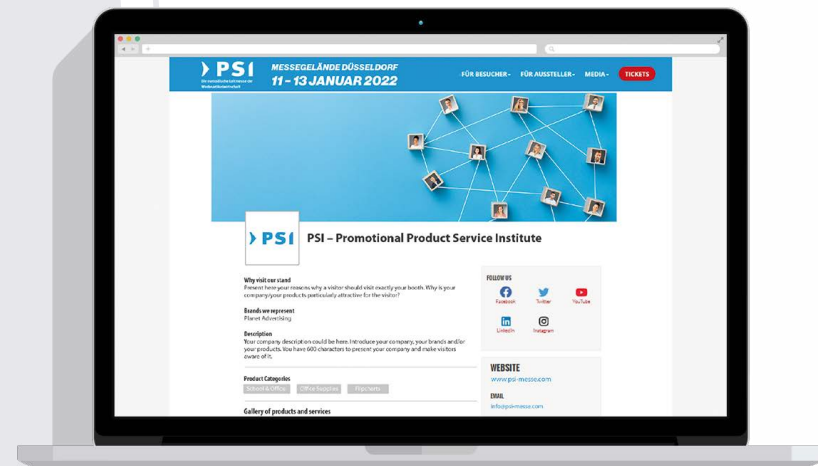 PSI
MESSEGELÄNDE DÜSSELDORF
11 – 13 JANUAR 2022
FÜR BESUCHER
FÜR AUSSTELLER
MEDIA
TICKETS
PSI
PSI – Promotional Product Service Institute
Why visit our stand
Present here your reasons why a visitor should visit exactly your booth. Why is your
company/your products particularly attractive for the visitor?
Brands we represent
Planet Advertising
Description
Your company description could be here. Introduce your company, your brands and/or
your products. You have 600 characters to present your company and make visitors
aware of it.
Product Categories
School & Office
Office Supplies
Flipcharts
Gallery of products and services
FOLLOW US
Facebook
Twitter
YouTube
LinkedIn
Instagram
WEBSITE
www.psi-messe.com
EMAIL
info@psi-messe.com